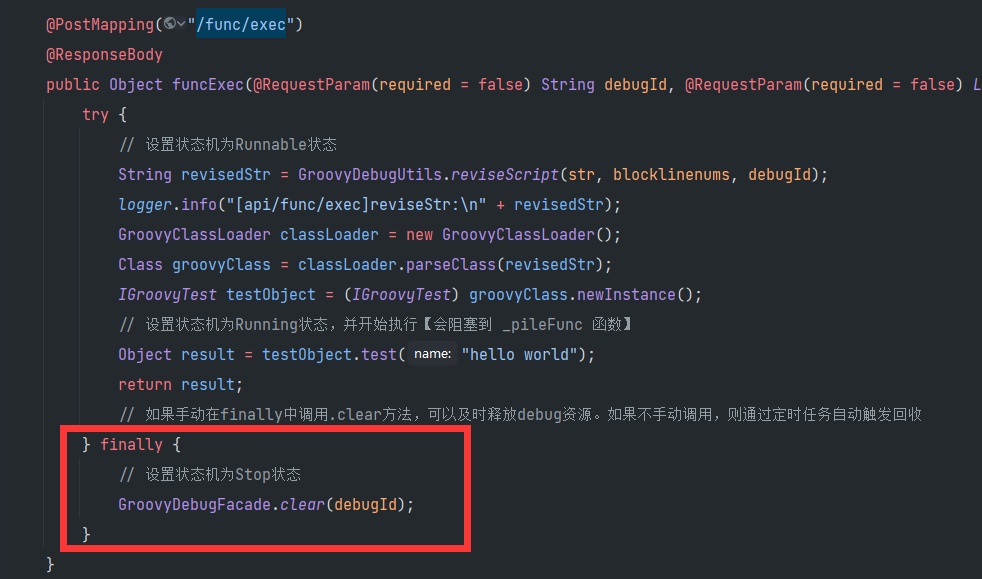 @PostMapping("/func/exec")
@ResponseBody
public Object funcExec(@RequestParam(required = false) String debugId, @RequestParam(required = false) L
try {
// 设置状态机为Runnable状态
String revisedStr = GroovyDebugUtils.reviseScript(str, blocklinenums, debugId);
logger.info("[api/func/exec]reviseStr:\n" + revisedStr);
GroovyClassLoader classLoader = new GroovyClassLoader();
Class groovyClass = classLoader.parseClass(revisedStr);
IGroovyTest testObject = (IGroovyTest) groovyClass.newInstance();
// 设置状态机为Running状态，并开始执行【会阻塞到 _pileFunc 函数】
Object result = testObject.test( name: "hello world");
return result;
// 如果手动在finally中调用.clear方法，可以及时释放debug资源。如果不手动调用，则通过定时任务自动触发回收
} finally {
// 设置状态机为Stop状态
GroovyDebugFacade.clear(debugId);
}
}